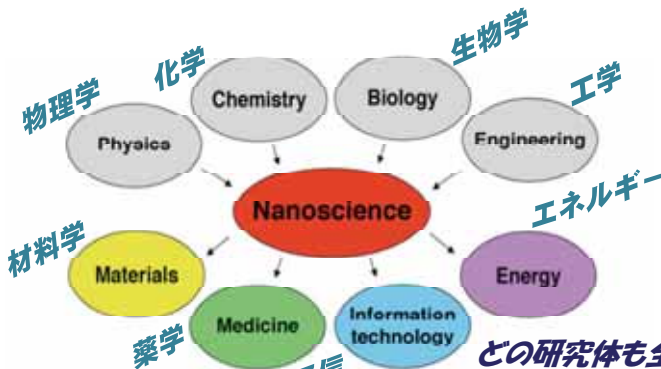 生物学
化学
工学
物理学
Chemistry
Biology
Physics
Engineering
Nanoscience
エネルギー
材料学
Materials
Energy
Medicine
Information
technology
薬学
どの研究体も全